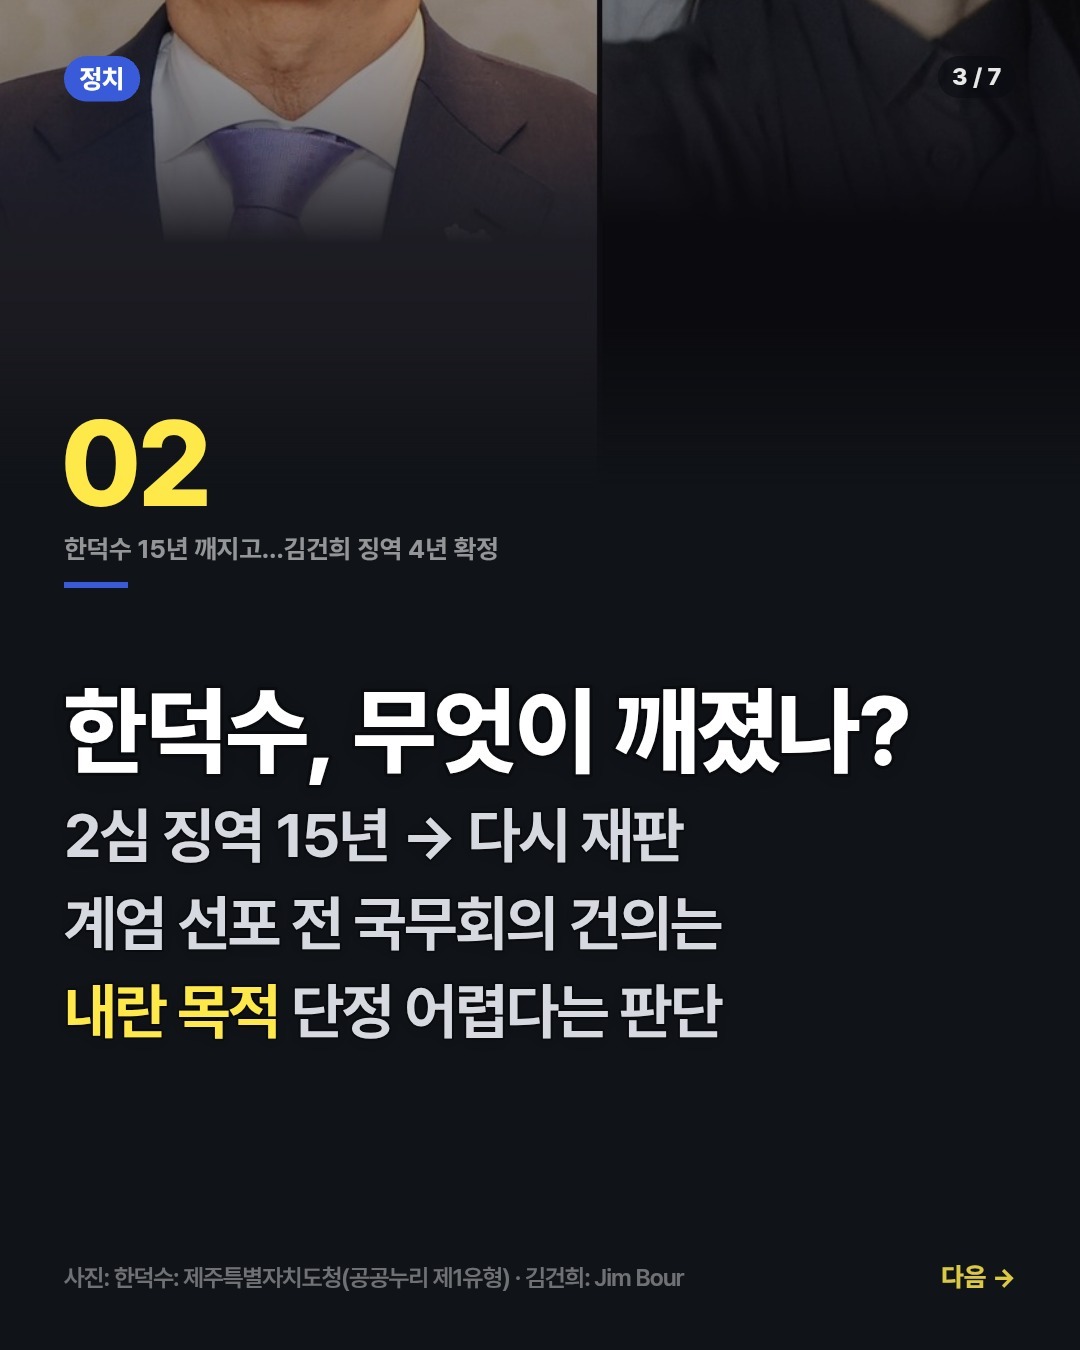 정치
3 / 7
02
한덕수 15년 깨지고...김건희 징역 4년 확정
한덕수, 무엇이 깨졌나?
2심 징역 15년 → 다시 재판
계엄 선포 전 국무회의 건의는
내란 목적 단정 어렵다는 판단
사진: 한덕수: 제주특별자치도청(공공누리 제1유형) · 김건희: Jim Bour
다음 →